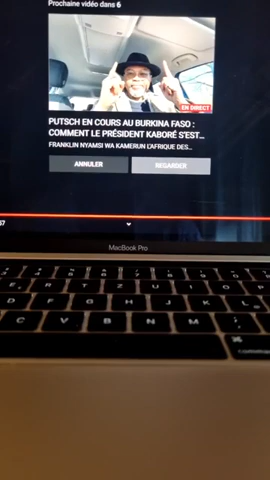 Prochaine vidéo dans 6
EN DIRECT
PUTSCH EN COURS AU BURKINA FASO :
COMMENT LE PRÉSIDENT KABORÉ S'EST...
FRANKLIN NYAMSI WA KAMERUN L'AFRIQUE DES...
ANNULER REGARDER
MacBook Pro
E R T Z U I O
D F G H J K L
C V B N M
⌘